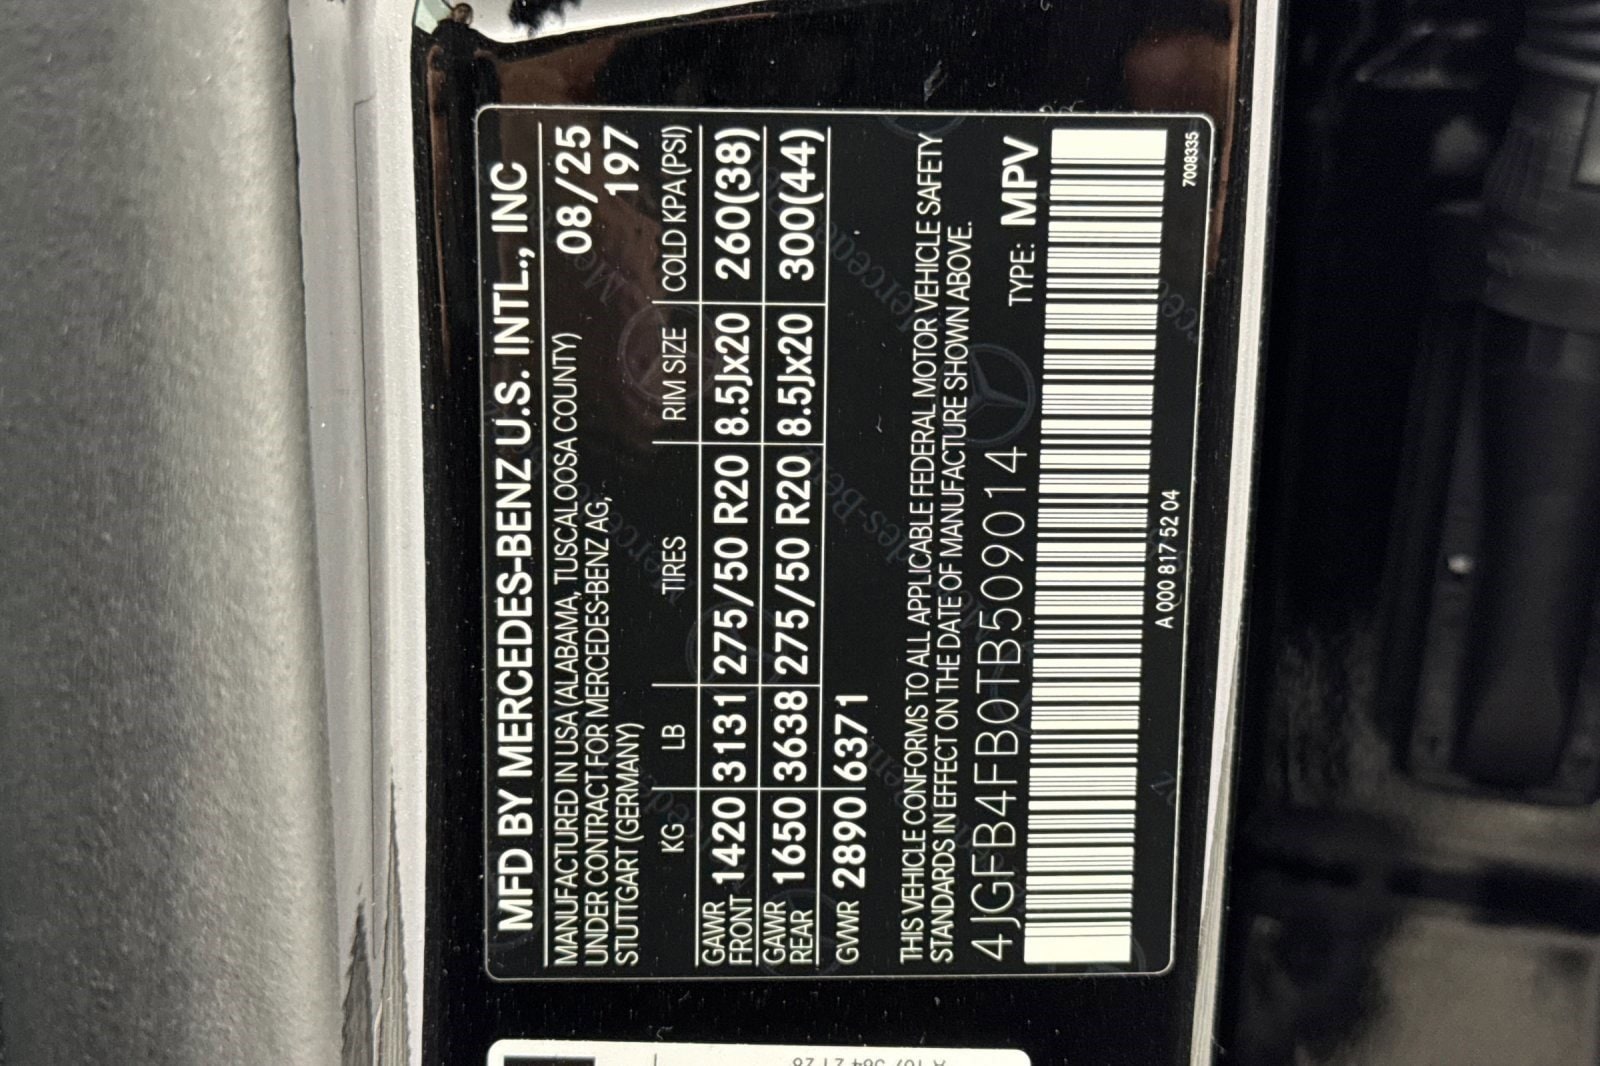 MFD BY MERCEDES-BENZ U.S. INTL., INC
MANUFACTURED IN USA (ALABAMA, TUSCALOOSA COUNTY) 08/25
UNDER CONTRACT FOR MERCEDES-BENZ AG, 197
STUTTGART (GERMANY)
KG LB TIRES RIM SIZE COLD KPA (PSI)
GAWR FRONT 1420 3131 275/50 R20 8.5Jx20 260(38)
GAWR REAR 1650 3638 275/50 R20 8.5Jx20 300(44)
GVWR 2890 6371
THIS VEHICLE CONFORMS TO ALL APPLICABLE FEDERAL MOTOR VEHICLE SAFETY
STANDARDS IN EFFECT ON THE DATE OF MANUFACTURE SHOWN ABOVE.
4JGFB4FB0TB509014 TYPE: MPV
A 000 817 52 04 7008335